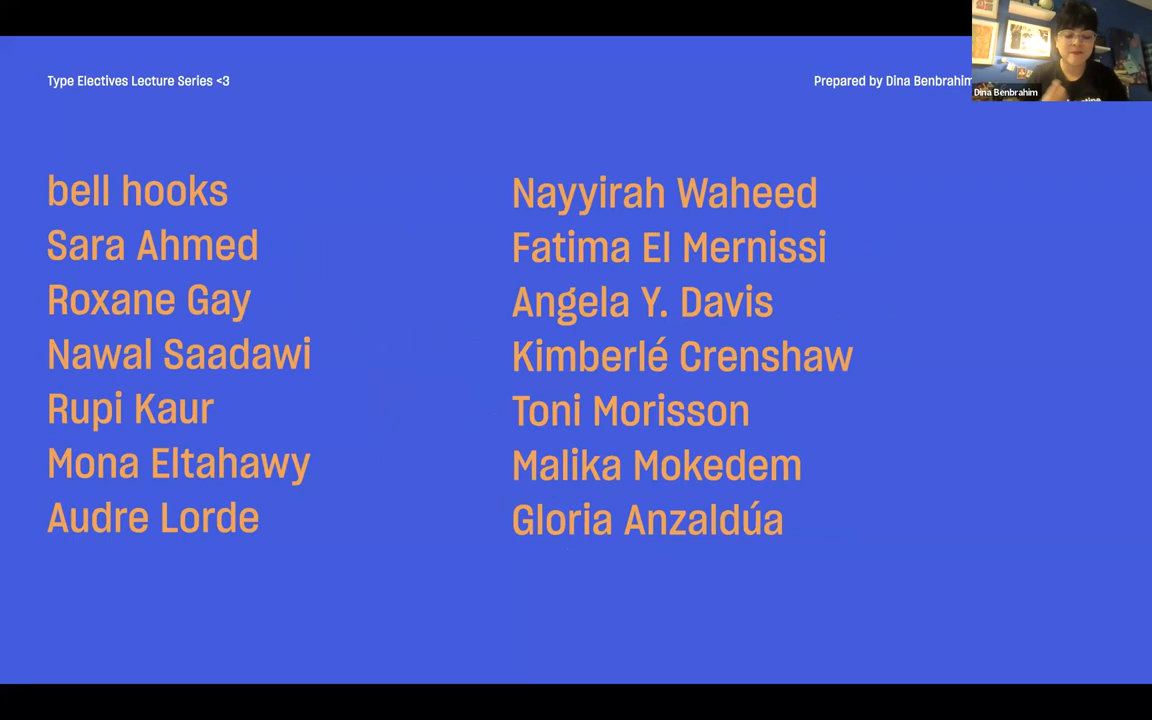 Type Electives Lecture Series <3
Prepared by Dina Benbrahim
Dina Benbrahim
bell hooks
Sara Ahmed
Roxane Gay
Nawal Saadawi
Rupi Kaur
Mona Eltahawy
Audre Lorde
Nayyirah Waheed
Fatima El Mernissi
Angela Y. Davis
Kimberlé Crenshaw
Toni Morisson
Malika Mokedem
Gloria Anzaldúa